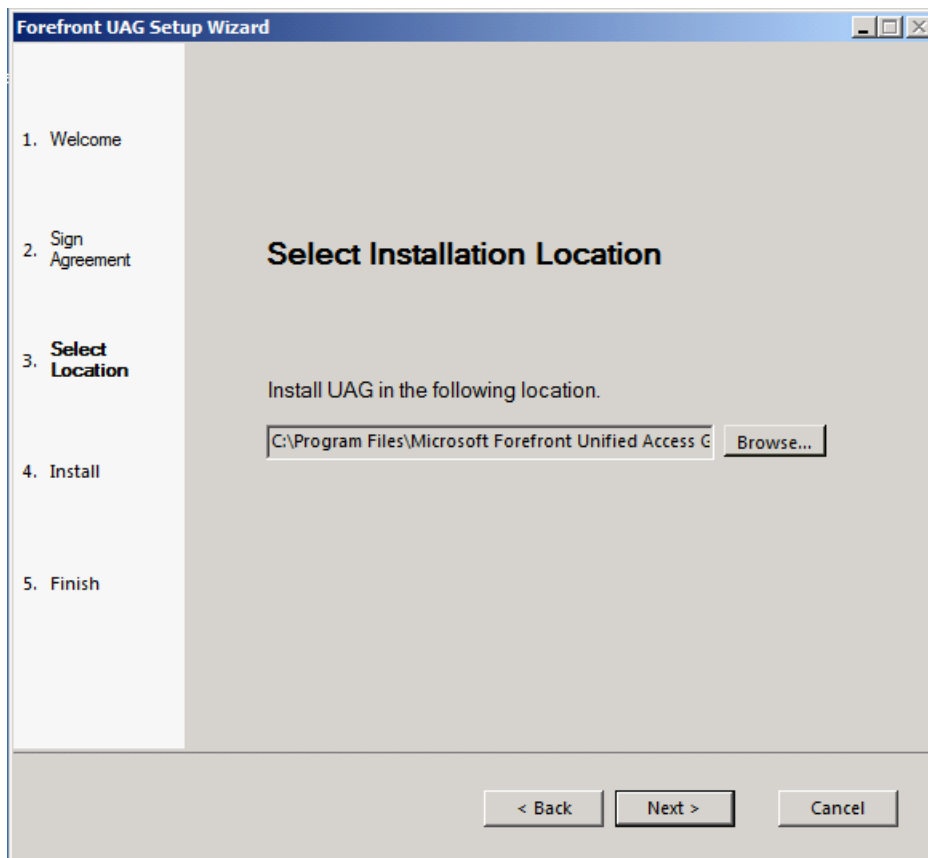 Forefront UAG Setup Wizard
1. Welcome
2. Sign
Agreement
3. Select
Location
4. Install
5. Finish
Select Installation Location
Install UAG in the following location.
C:\Program Files\Microsoft Forefront Unified Access G
Browse...
< Back
Next >
Cancel